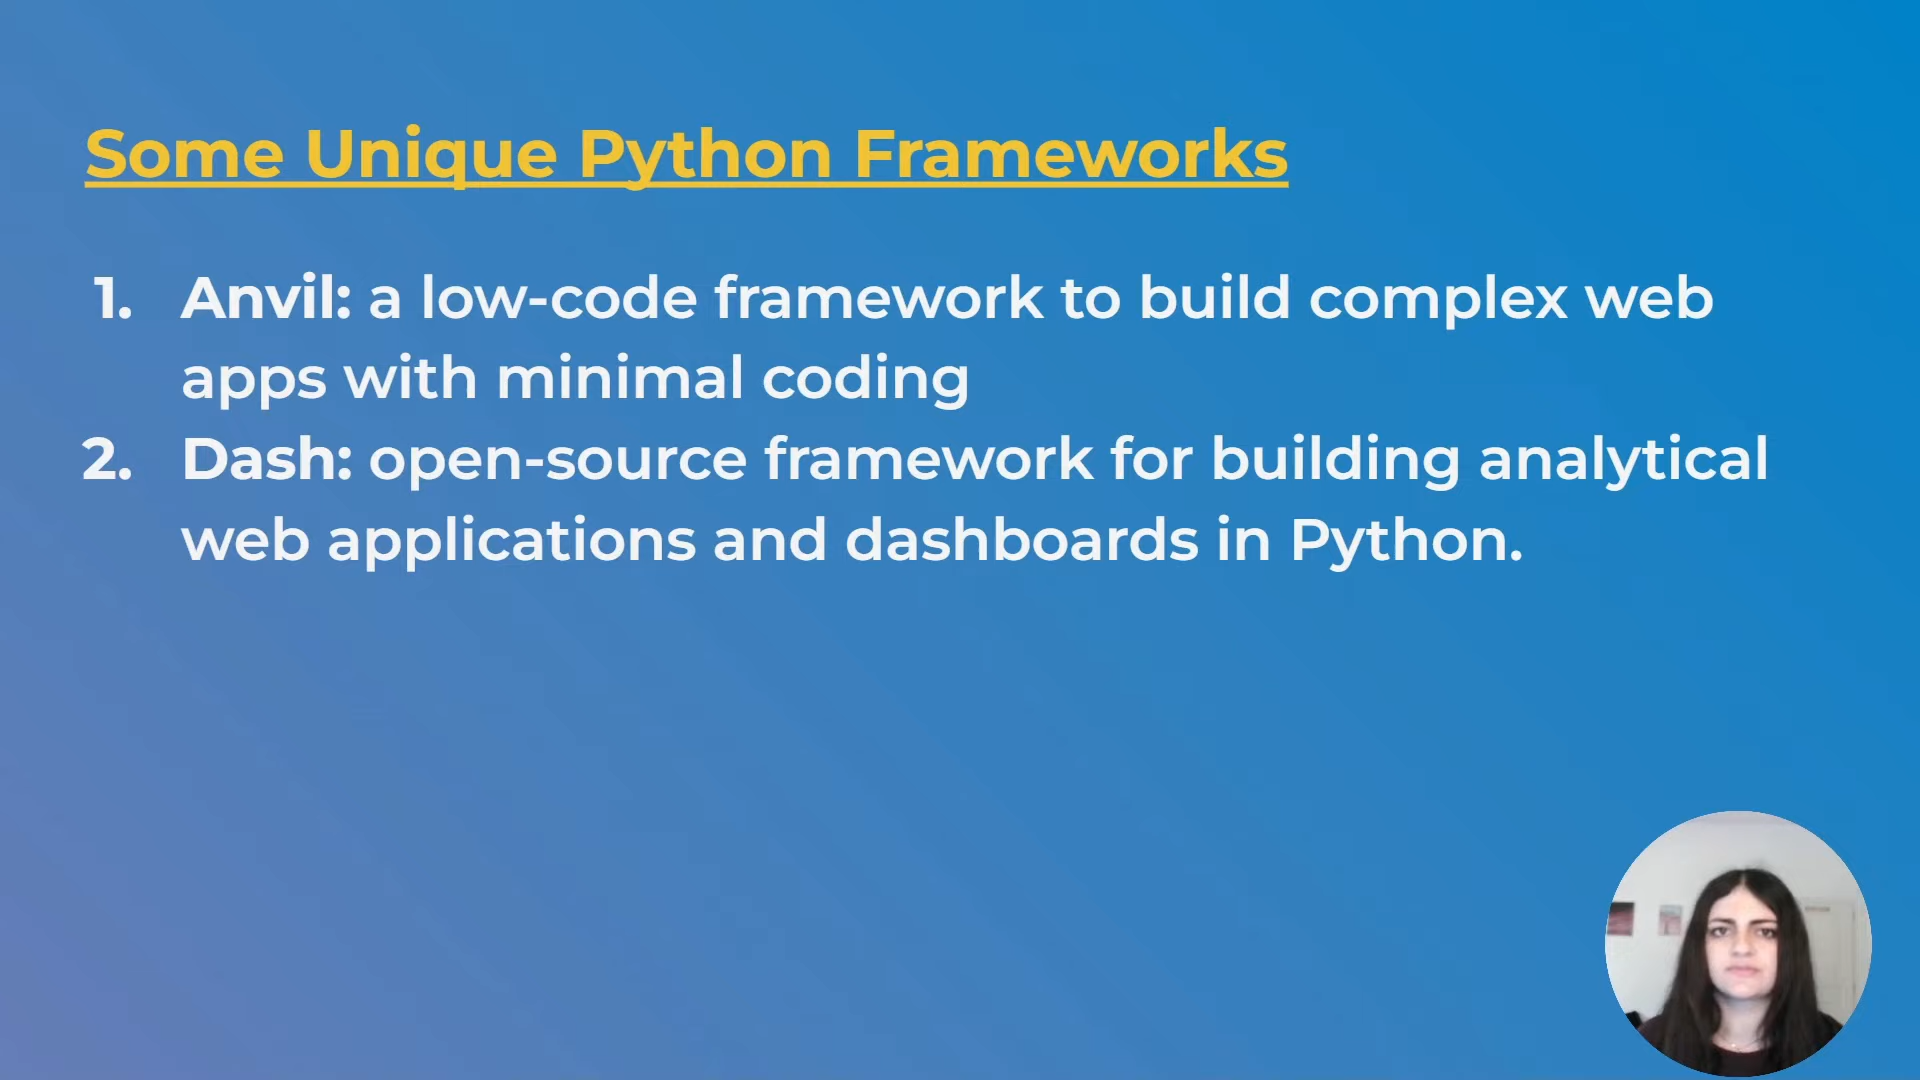 Some Unique Python Frameworks
1. Anvil: a low-code framework to build complex web
apps with minimal coding
2. Dash: open-source framework for building analytical
web applications and dashboards in Python.